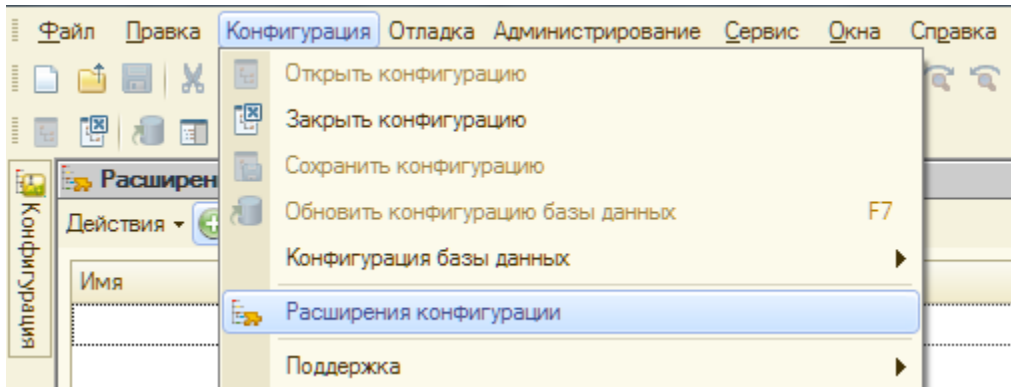 Файл Правка Конфигурация Отладка Администрирование Сервис Окна Справка
Открыть конфигурацию
Закрыть конфигурацию
Сохранить конфигурацию
Расширен
Действия
Обновить конфигурацию базы данных F7
Конфигурация базы данных
Имя
Расширения конфигурации
Поддержка
Конфигурация